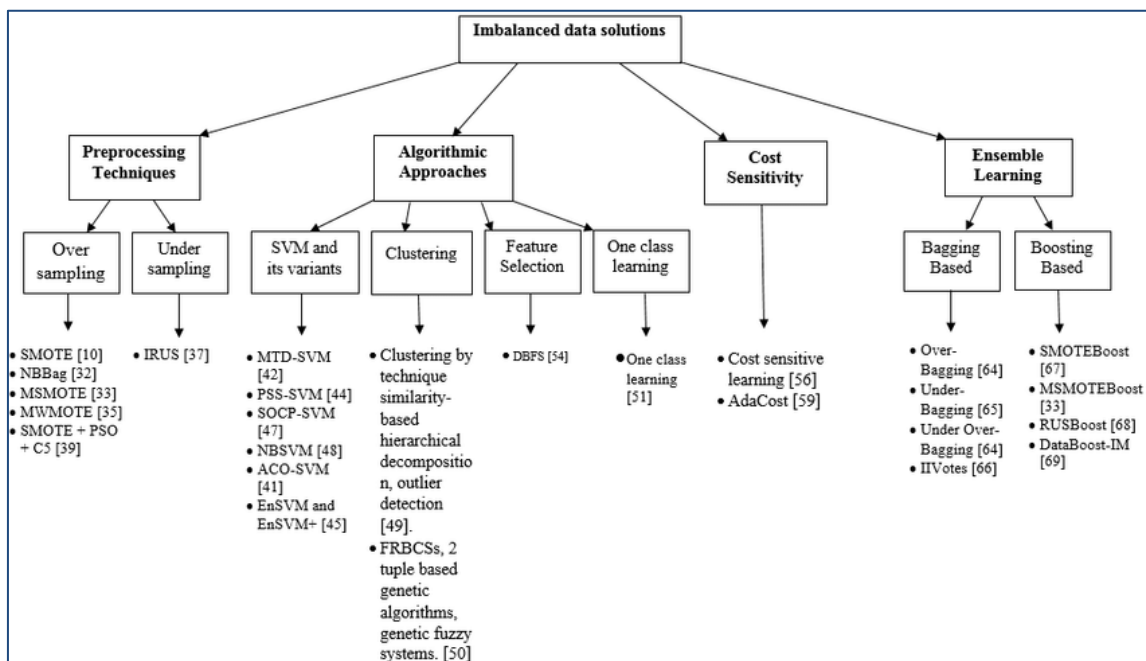 Imbalanced data solutions
Preprocessing
Techniques
Algorithmic
Approaches
Cost
Sensitivity
Ensemble
Learning
Over
sampling
Under
sampling
SVM and
its variants
Clustering
Feature
Selection
One class
learning
Bagging
Based
Boosting
Based
• SMOTE [10]
• NBBag [32]
• MSMOTE [33]
• MWMOTE [35]
• SMOTE + PSO
+ C5 [39]
• IRUS [37]
• MTD-SVM
[42]
• PSS-SVM [44]
• SOCP-SVM
[47]
• NBSVM [48]
• ACO-SVM
[41]
• EnSVM and
EnSVM+ [45]
• Clustering by
technique
similarity-
based
hierarchical
decompositio
n, outlier
detection
[49].
• FRBCSs, 2
tuple based
genetic
algorithms,
genetic fuzzy
systems. [50]
• DBFS [54]
• One class
learning
[51]
• Cost sensitive
learning [56]
• AdaCost [59]
• Over-
Bagging [64]
• Under-
Bagging [65]
• Under Over-
Bagging [64]
• IIVotes [66]
• SMOTEBoost
[67]
• MSMOTEBoost
[33]
• RUSBoost [68]
• DataBoost-IM
[69]